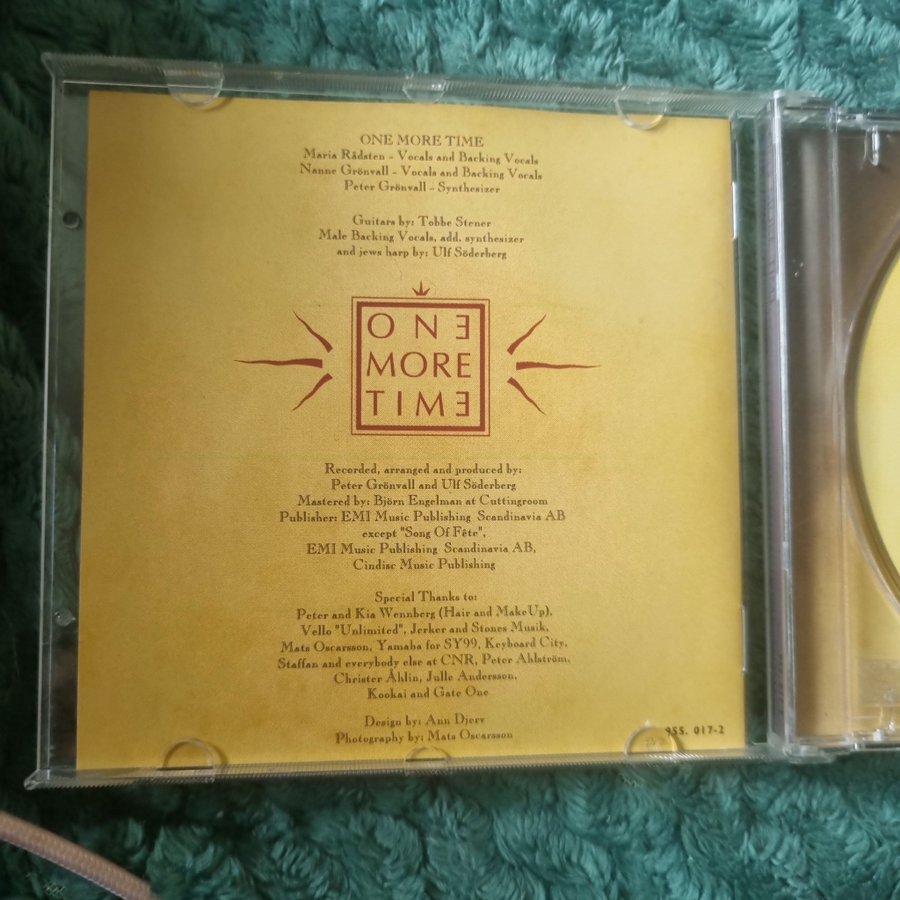 ONE MORE TIME
Maria Rådsten - Vocals and Backing Vocals
Nanne Grönvall - Vocals and Backing Vocals
Peter Grönvall - Synthesizer
Guitars by: Tobbe Stener
Male Backing Vocals, add. synthesizer
and jews harp by: Ulf Söderberg
ONE
MORE
TIME
Recorded, arranged and produced by:
Peter Grönvall and Ulf Söderberg
Mastered by: Björn Engelman at Cuttingroom
Publisher: EMI Music Publishing Scandinavia AB
except "Song Of Fête",
EMI Music Publishing Scandinavia AB,
Cindisc Music Publishing
Special Thanks to:
Peter and Kia Wennberg (Hair and MakeUp),
Vello "Unlimited", Jerker and Stones Musik,
Mats Oscarsson, Yamaha for SY99, Keyboard City,
Staffan and everybody else at CNR, Peter Ahlström,
Christer Åhlin, Julle Andersson,
Kookai and Gate One
Design by: Ann Djerv
Photography by: Mats Oscarsson
955. 017-2